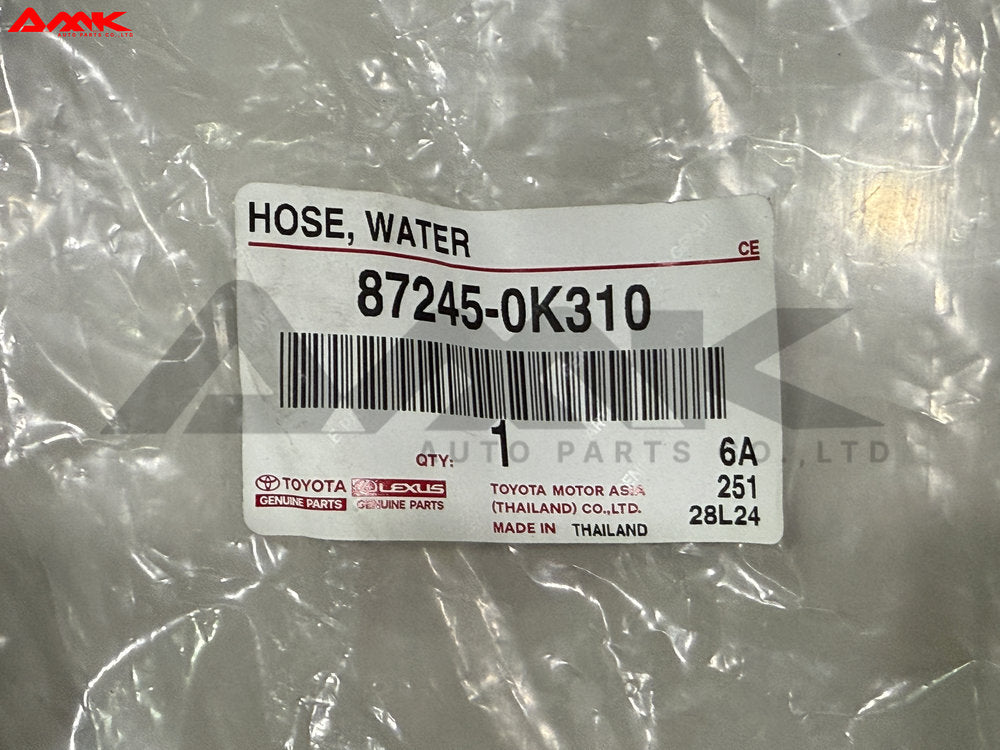 AMK
AUTO PARTS CO.,LTD
HOSE, WATER
CE
87245-0K310
AMK
AUTO PARTS CO.,LTD
QTY: 1
6A
TOYOTA LEXUS
GENUINE PARTS GENUINE PARTS
TOYOTA MOTOR ASIA
251
(THAILAND) CO.,LTD.
28L24
MADE IN THAILAND